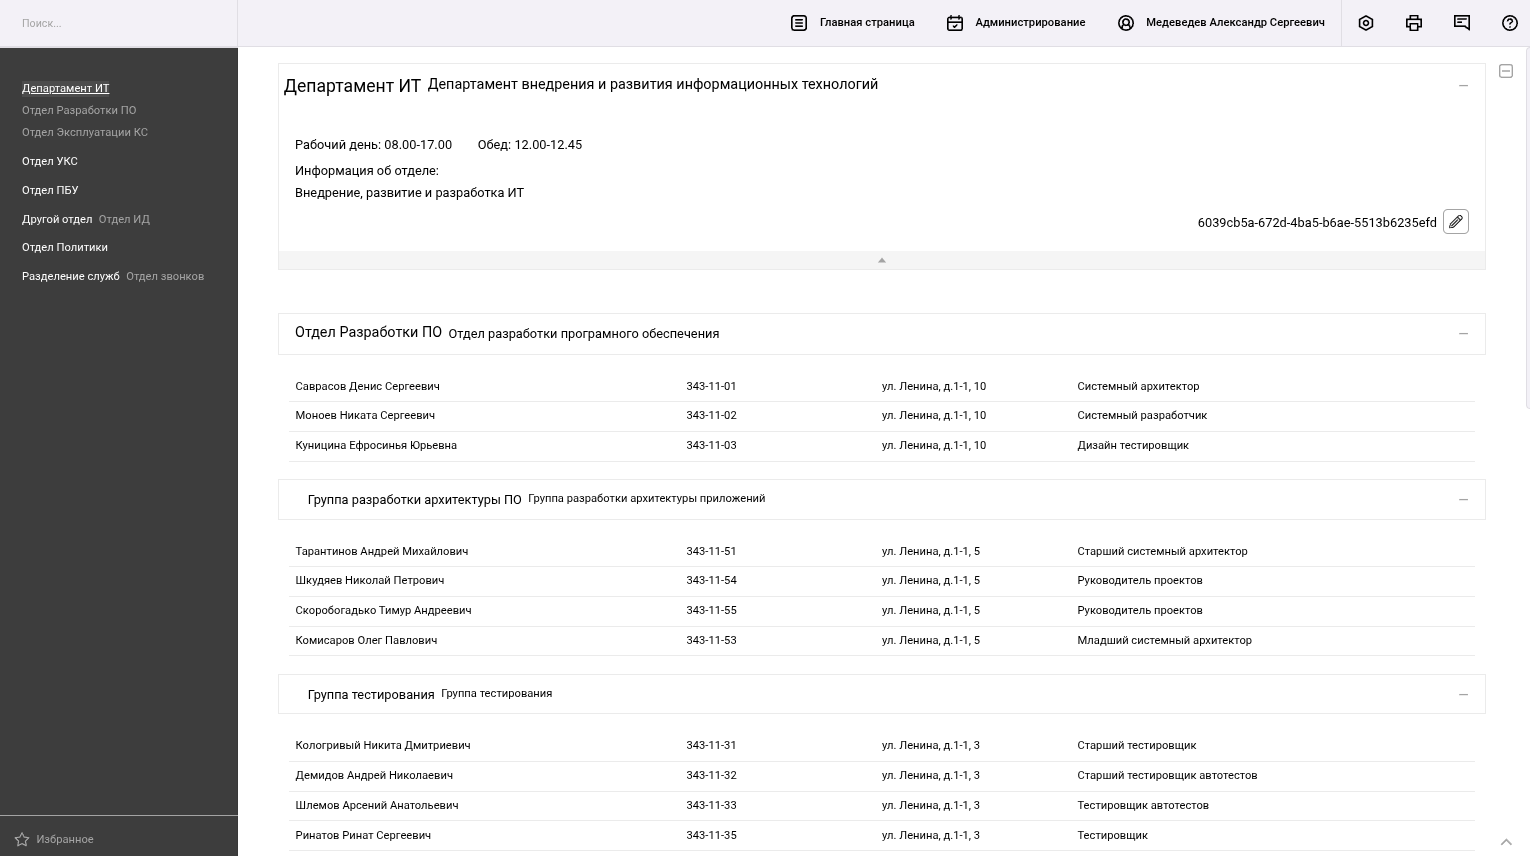 Поиск...
Главная страница Администрирование Медеведев Александр Сергеевич
Департамент ИТ
Отдел Разработки ПО
Отдел Эксплуатации КС
Отдел УКС
Отдел ПБУ
Другой отдел Отдел ИД
Отдел Политики
Разделение служб Отдел звонков
Избранное
Департамент ИТ Департамент внедрения и развития информационных технологий
Рабочий день: 08.00-17.00 Обед: 12.00-12.45
Информация об отделе:
Внедрение, развитие и разработка ИТ
6039cb5a-672d-4ba5-b6ae-5513b6235efd
Отдел Разработки ПО Отдел разработки програмного обеспечения
Саврасов Денис Сергеевич 343-11-01 ул. Ленина, д.1-1, 10 Системный архитектор
Моноев Никата Сергеевич 343-11-02 ул. Ленина, д.1-1, 10 Системный разработчик
Куницина Ефросинья Юрьевна 343-11-03 ул. Ленина, д.1-1, 10 Дизайн тестировщик
Группа разработки архитектуры ПО Группа разработки архитектуры приложений
Тарантинов Андрей Михайлович 343-11-51 ул. Ленина, д.1-1, 5 Старший системный архитектор
Шкудяев Николай Петрович 343-11-54 ул. Ленина, д.1-1, 5 Руководитель проектов
Скоробогадько Тимур Андреевич 343-11-55 ул. Ленина, д.1-1, 5 Руководитель проектов
Комисаров Олег Павлович 343-11-53 ул. Ленина, д.1-1, 5 Младший системный архитектор
Группа тестирования Группа тестирования
Кологривый Никита Дмитриевич 343-11-31 ул. Ленина, д.1-1, 3 Старший тестировщик
Демидов Андрей Николаевич 343-11-32 ул. Ленина, д.1-1, 3 Старший тестировщик автотестов
Шлемов Арсений Анатольевич 343-11-33 ул. Ленина, д.1-1, 3 Тестировщик автотестов
Ринатов Ринат Сергеевич 343-11-35 ул. Ленина, д.1-1, 3 Тестировщик